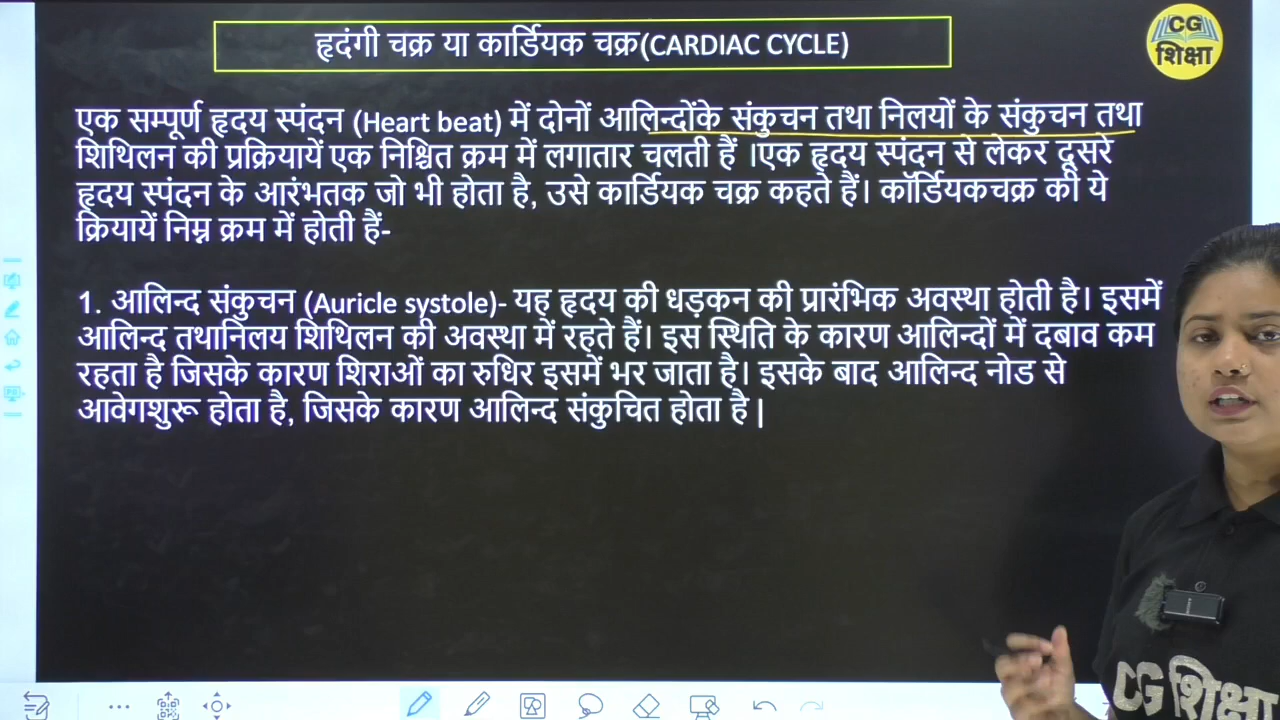 हृदंगी चक्र या कार्डियक चक्र(CARDIAC CYCLE)
CG
शिक्षा
एक सम्पूर्ण हृदय स्पंदन (Heart beat) में दोनों आलिन्दोंके संकुचन तथा निलयों के संकुचन तथा
शिथिलन की प्रक्रियायें एक निश्चित क्रम में लगातार चलती हैं ।एक हृदय स्पंदन से लेकर दूसरे
हृदय स्पंदन के आरंभतक जो भी होता है, उसे कार्डियक चक्र कहते हैं। कॉर्डियकचक्र की ये
क्रियायें निम्न क्रम में होती हैं-
1. आलिन्द संकुचन (Auricle systole)- यह हृदय की धड़कन की प्रारंभिक अवस्था होती है। इसमें
आलिन्द तथानिलय शिथिलन की अवस्था में रहते हैं। इस स्थिति के कारण आलिन्दों में दबाव कम
रहता है जिसके कारण शिराओं का रुधिर इसमें भर जाता है। इसके बाद आलिन्द नोड से
आवेगशुरू होता है, जिसके कारण आलिन्द संकुचित होता है |
CG शिक्षा